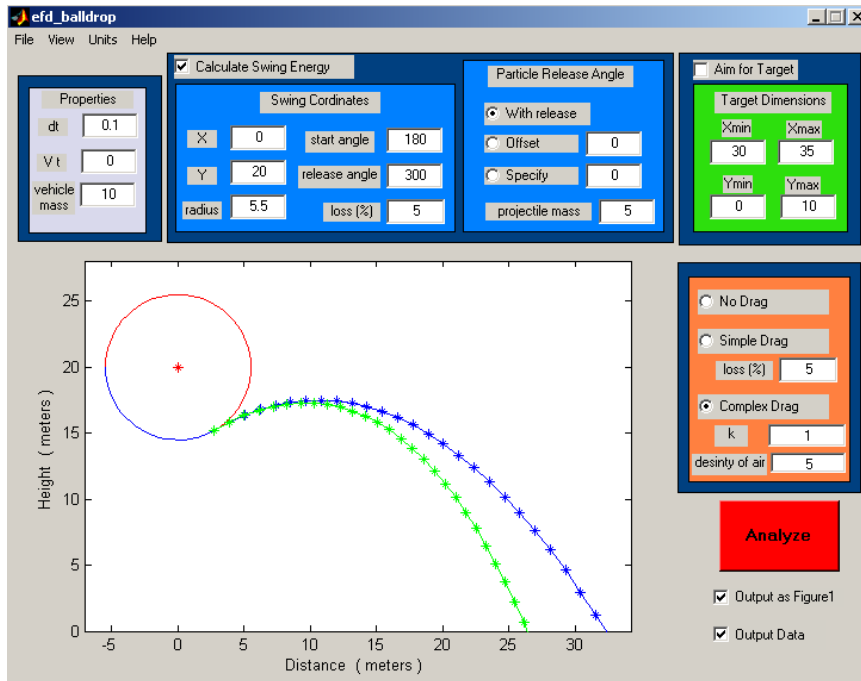 efd_balldrop
File View Units Help
Properties
dt 0.1
V t 0
vehicle
mass 10
Calculate Swing Energy
Swing Cordinates
X 0 start angle 180
Y 20 release angle 300
radius 5.5 loss (%) 5
Particle Release Angle
With release
Offset 0
Specify 0
projectile mass 5
Aim for Target
Target Dimensions
Xmin Xmax
30 35
Ymin Ymax
0 10
No Drag
Simple Drag
loss (%) 5
Complex Drag
k 1
desinty of air 5
Analyze
Output as Figure1
Output Data
Height ( meters )
25
20
15
10
5
0
-5 0 5 10 15 20 25 30
Distance ( meters )